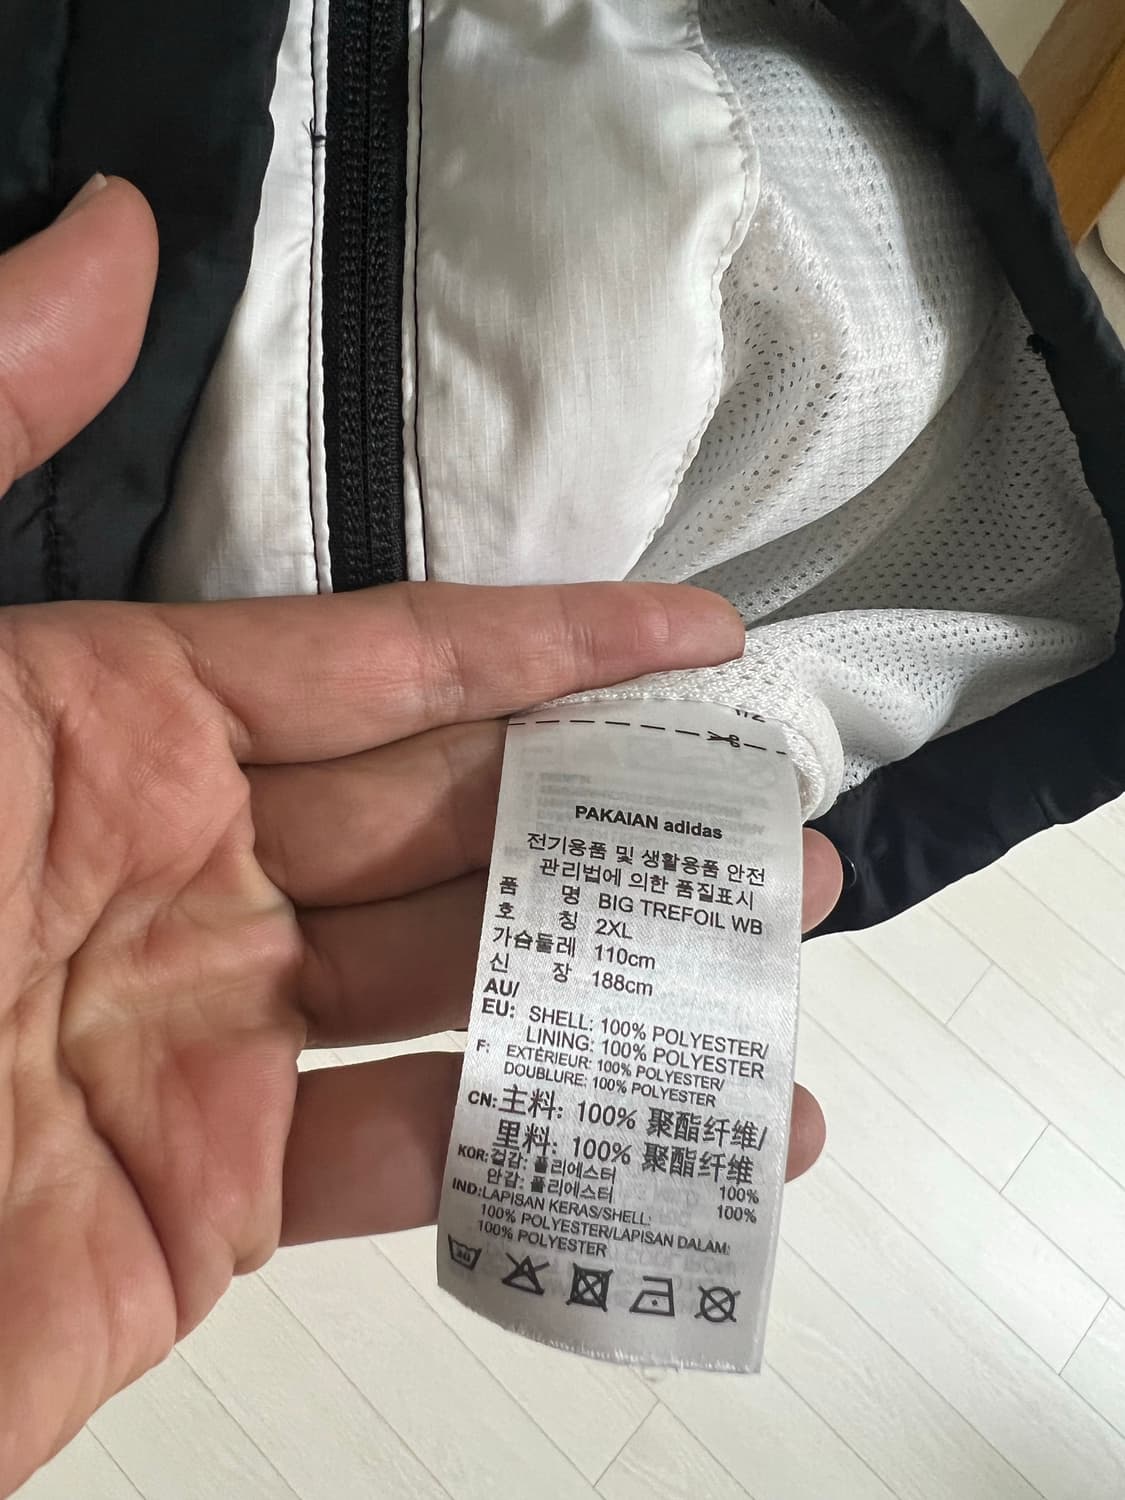 PAKAIAN adidas
전기용품 및 생활용품 안전
관리법에 의한 품질표시
품 명 BIG TREFOIL WB
호 칭 2XL
가슴둘레 110cm
신 장 188cm
AU/
EU: SHELL: 100% POLYESTER/
LINING: 100% POLYESTER
F: EXTÉRIEUR: 100% POLYESTER/
DOUBLURE: 100% POLYESTER
CN: 主料: 100% 聚酯纤维/
里料: 100% 聚酯纤维
KOR: 겉감: 폴리에스터 100%
안감: 폴리에스터 100%
IND: LAPISAN KERAS/SHELL:
100% POLYESTER/LAPISAN DALAM:
100% POLYESTER